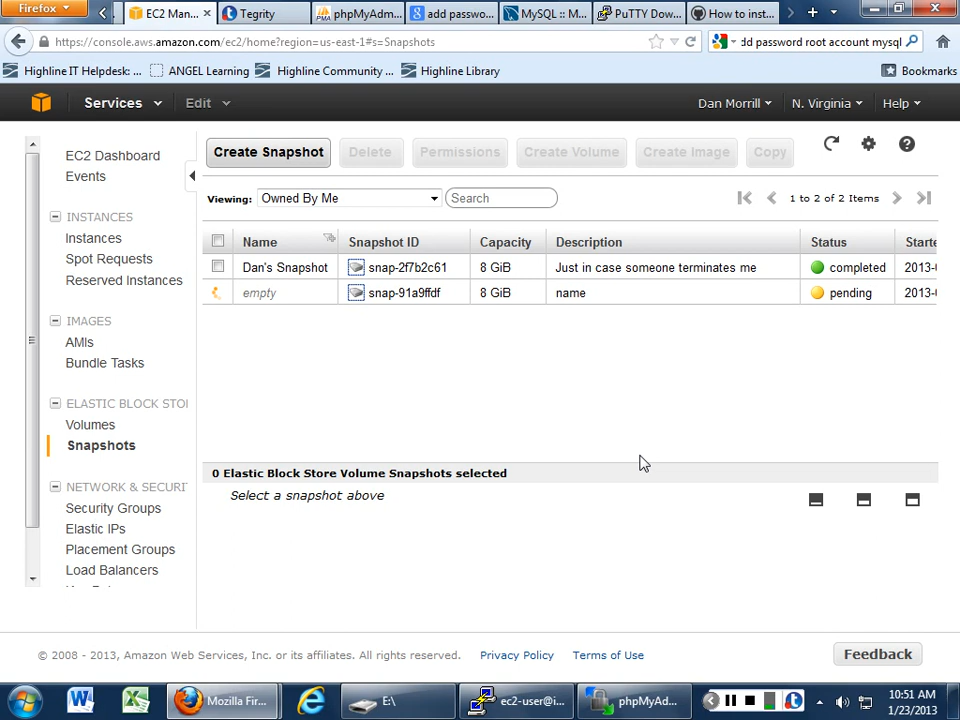 Firefox
EC2 Man...
Tegrity
phpMyAdm...
add passwo...
MySQL :: M...
PuTTY Dow...
How to inst...
https://console.aws.amazon.com/ec2/home?region=us-east-1#s=Snapshots
dd password root account mysql
Highline IT Helpdesk: ...
ANGEL Learning
Highline Community ...
Highline Library
Bookmarks
Services
Edit
Dan Morrill
N. Virginia
Help
EC2 Dashboard
Events
INSTANCES
Instances
Spot Requests
Reserved Instances
IMAGES
AMIs
Bundle Tasks
ELASTIC BLOCK STO
Volumes
Snapshots
NETWORK & SECURIT
Security Groups
Elastic IPs
Placement Groups
Load Balancers
Create Snapshot
Delete
Permissions
Create Volume
Create Image
Copy
Viewing: Owned By Me
Search
1 to 2 of 2 Items
Name Snapshot ID Capacity Description Status Starte
Dan's Snapshot snap-2f7b2c61 8 GiB Just in case someone terminates me completed 2013-
empty snap-91a9ffdf 8 GiB name pending 2013-
0 Elastic Block Store Volume Snapshots selected
Select a snapshot above
© 2008 - 2013, Amazon Web Services, Inc. or its affiliates. All rights reserved.
Privacy Policy
Terms of Use
Feedback
Mozilla Fir...
E:\
ec2-user@i...
phpMyAd...
10:51 AM
1/23/2013